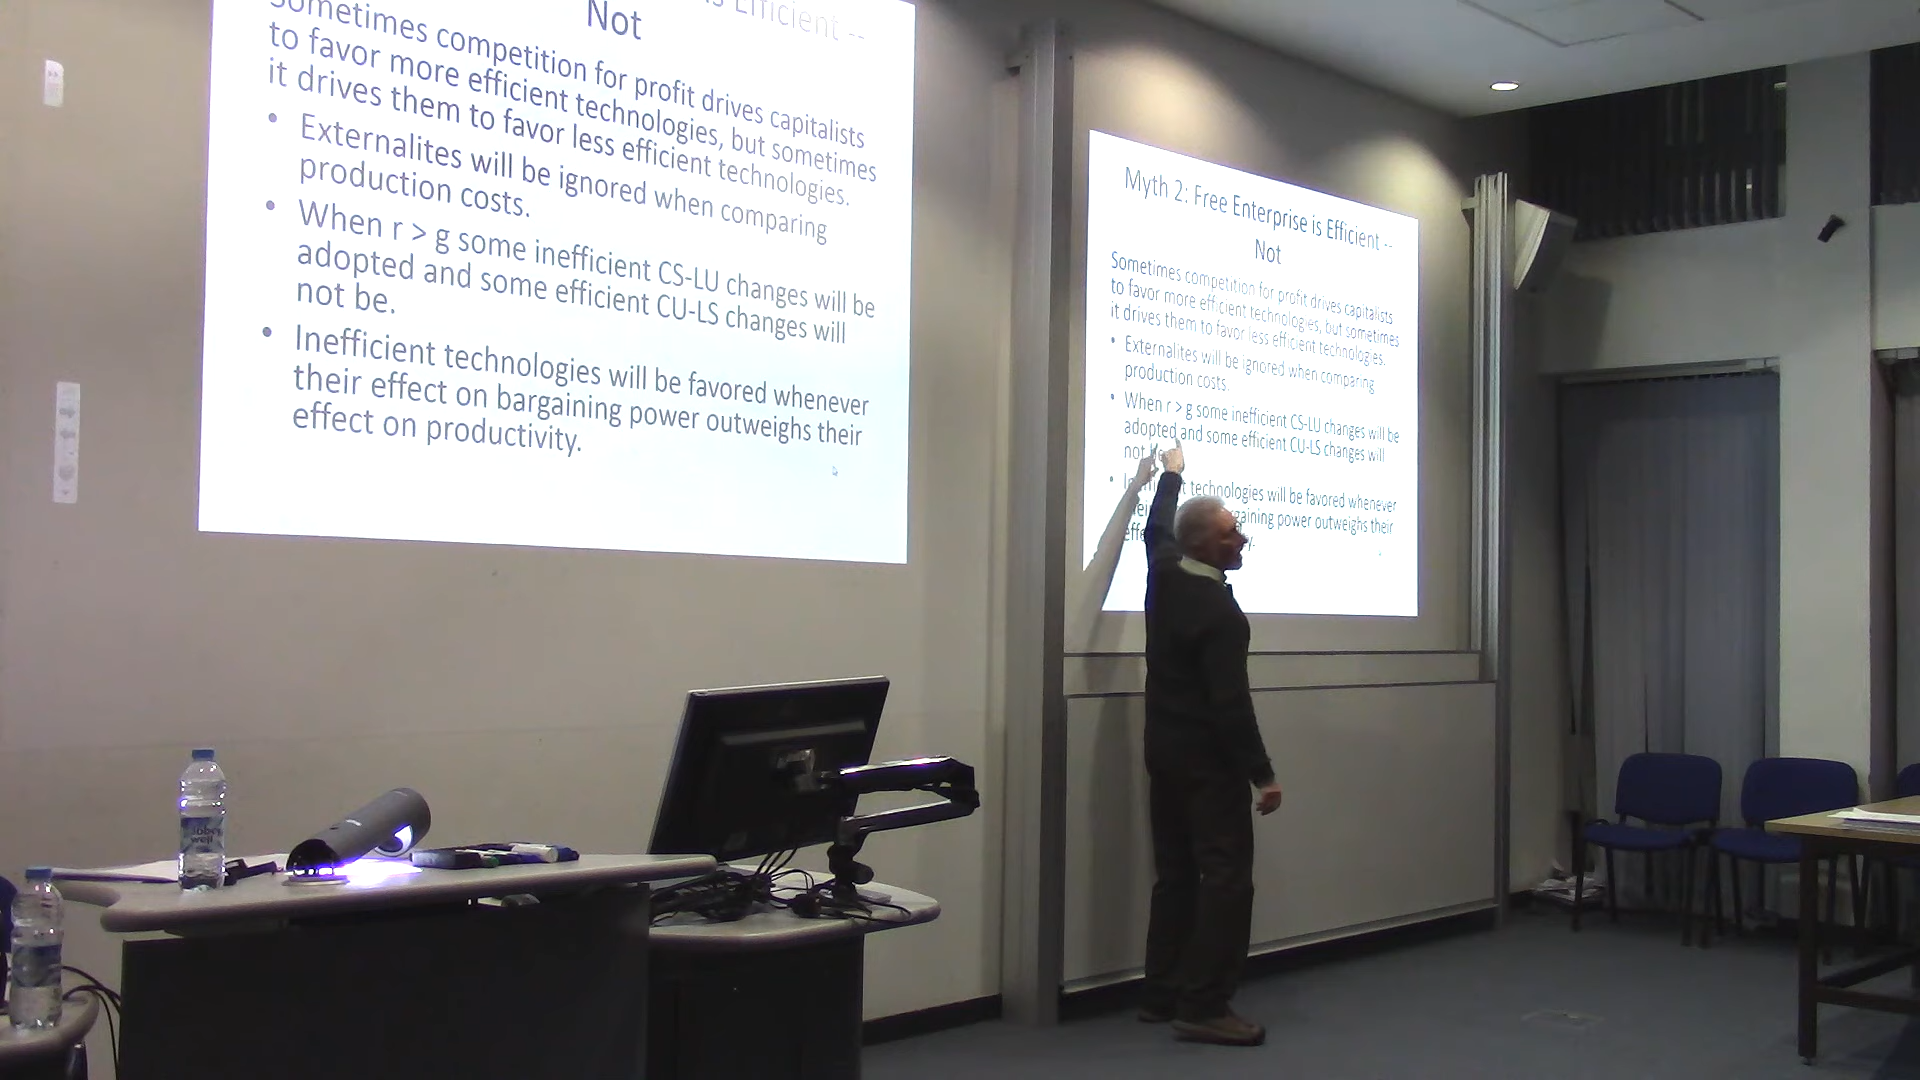 is Efficient --
Not
Sometimes competition for profit drives capitalists
to favor more efficient technologies, but sometimes
it drives them to favor less efficient technologies.
• Externalites will be ignored when comparing
production costs.
• When r > g some inefficient CS-LU changes will be
adopted and some efficient CU-LS changes will
not be.
• Inefficient technologies will be favored whenever
their effect on bargaining power outweighs their
effect on productivity.
Myth 2: Free Enterprise is Efficient --
Not
Sometimes competition for profit drives capitalists
to favor more efficient technologies, but sometimes
it drives them to favor less efficient technologies.
• Externalites will be ignored when comparing
production costs.
• When r > g some inefficient CS-LU changes will be
adopted and some efficient CU-LS changes will
not
• technologies will be favored whenever
power outweighs their